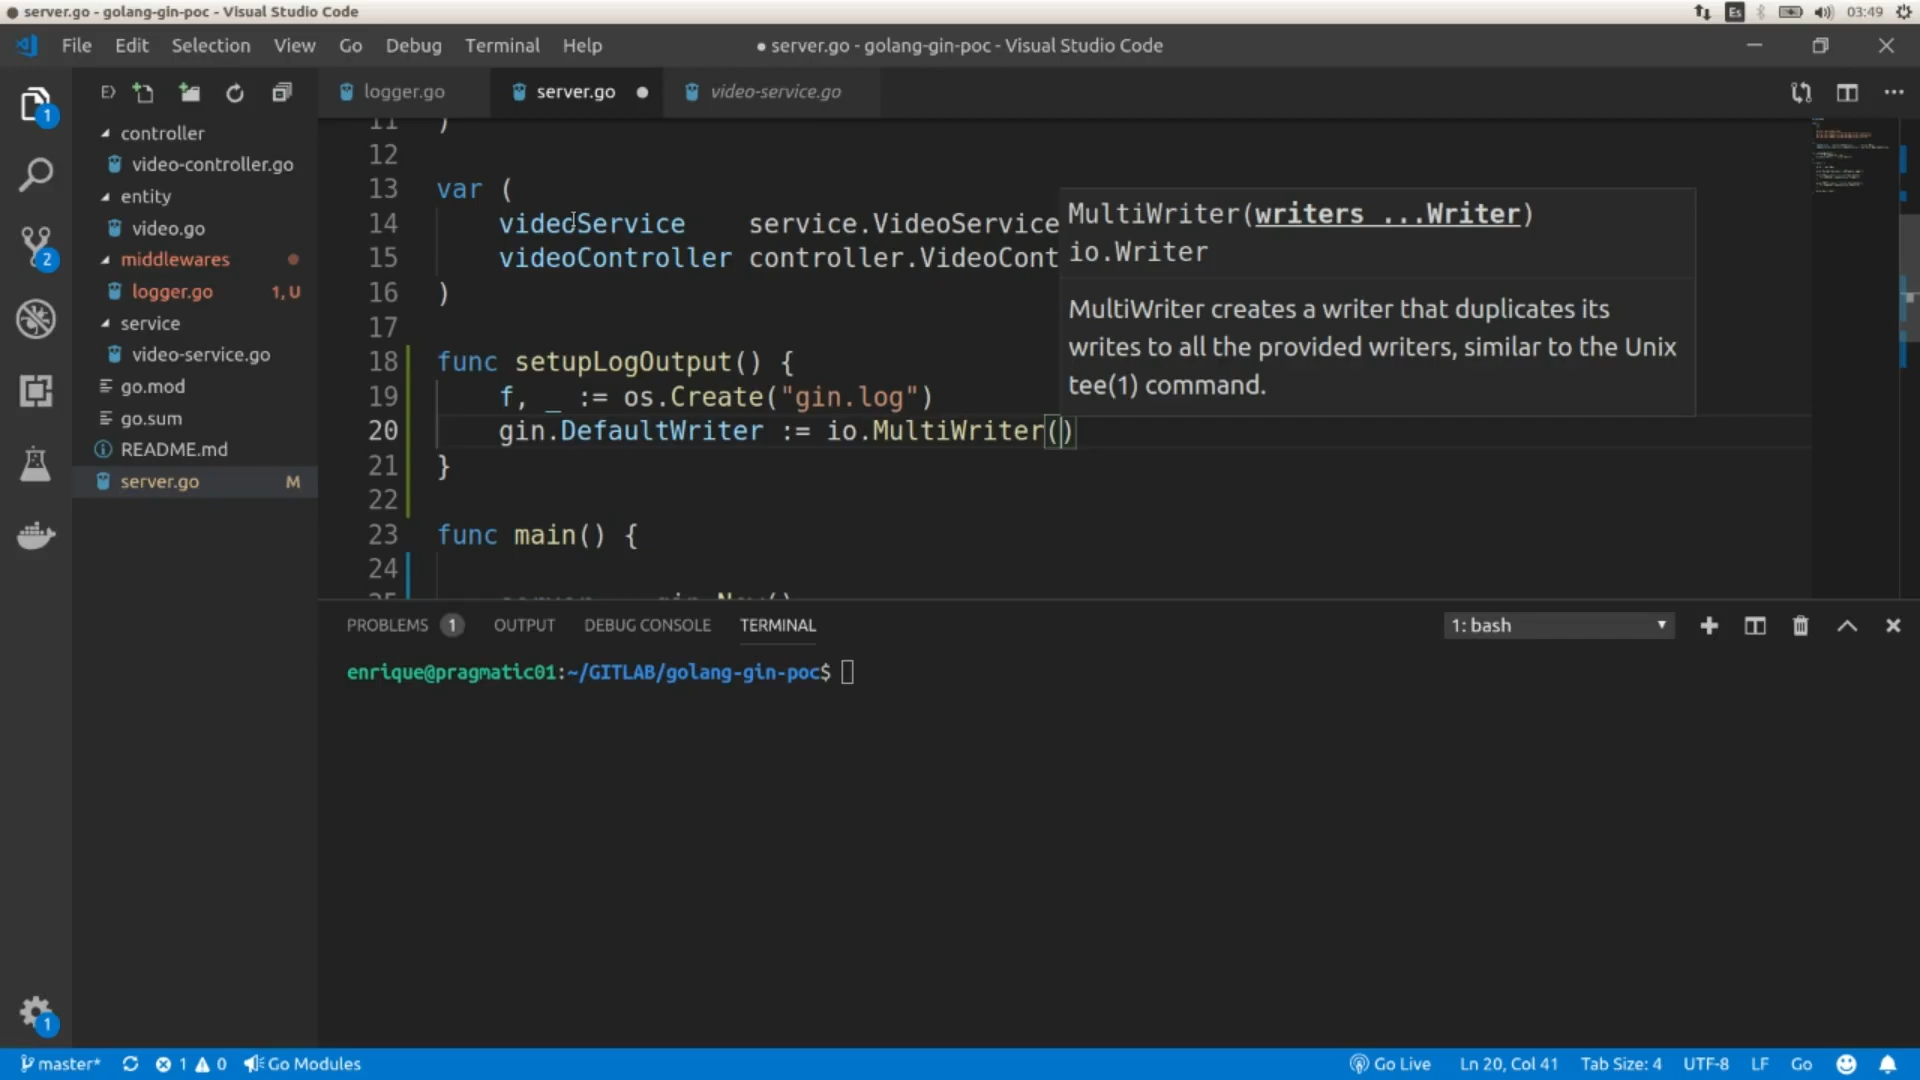 server.go - golang-gin-poc - Visual Studio Code
Es
03:49
File Edit Selection View Go Debug Terminal Help
● server.go - golang-gin-poc - Visual Studio Code
1
2
1
controller
video-controller.go
entity
video.go
middlewares
logger.go 1, U
service
video-service.go
go.mod
go.sum
README.md
server.go M
logger.go
server.go
video-service.go
11 )
12
13 var (
14 videoService service.VideoService
15 videoController controller.VideoCont
16 )
17
18 func setupLogOutput() {
19 f, _ := os.Create("gin.log")
20 gin.DefaultWriter := io.MultiWriter()
21 }
22
23 func main() {
24
MultiWriter(writers ...Writer)
io.Writer
MultiWriter creates a writer that duplicates its
writes to all the provided writers, similar to the Unix
tee(1) command.
PROBLEMS 1 OUTPUT DEBUG CONSOLE TERMINAL
1: bash
enrique@pragmatic01:~/GITLAB/golang-gin-poc$
master* 1 0 Go Modules
Go Live Ln 20, Col 41 Tab Size: 4 UTF-8 LF Go